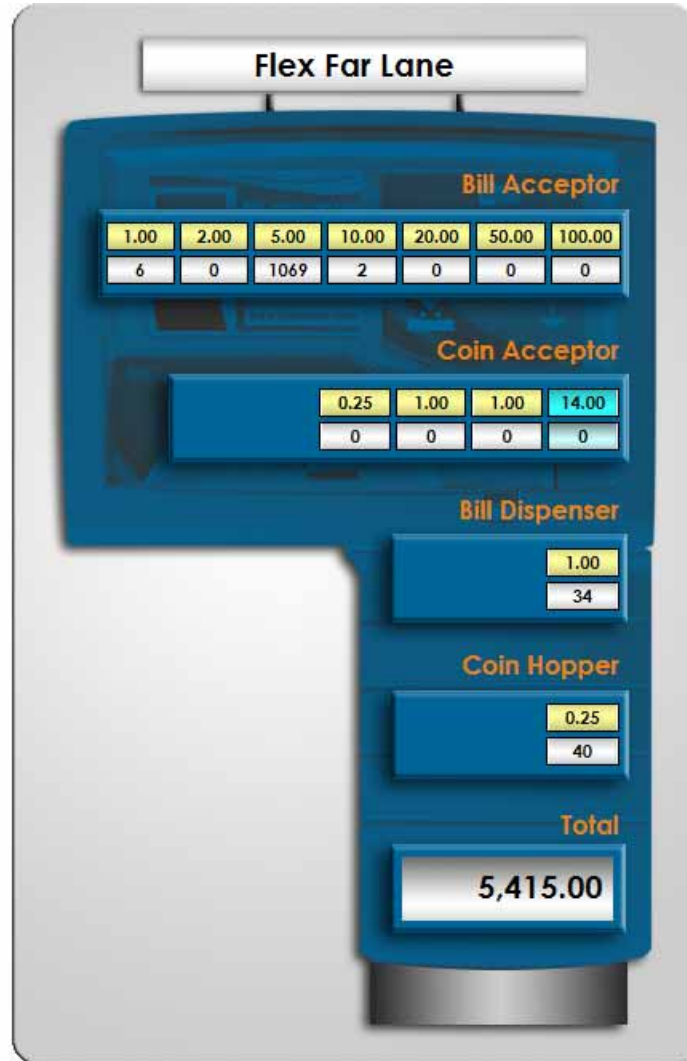 Flex Far Lane
Bill Acceptor
1.00 2.00 5.00 10.00 20.00 50.00 100.00
6 0 1069 2 0 0 0
Coin Acceptor
0.25 1.00 1.00 14.00
0 0 0 0
Bill Dispenser
1.00
34
Coin Hopper
0.25
40
Total
5,415.00